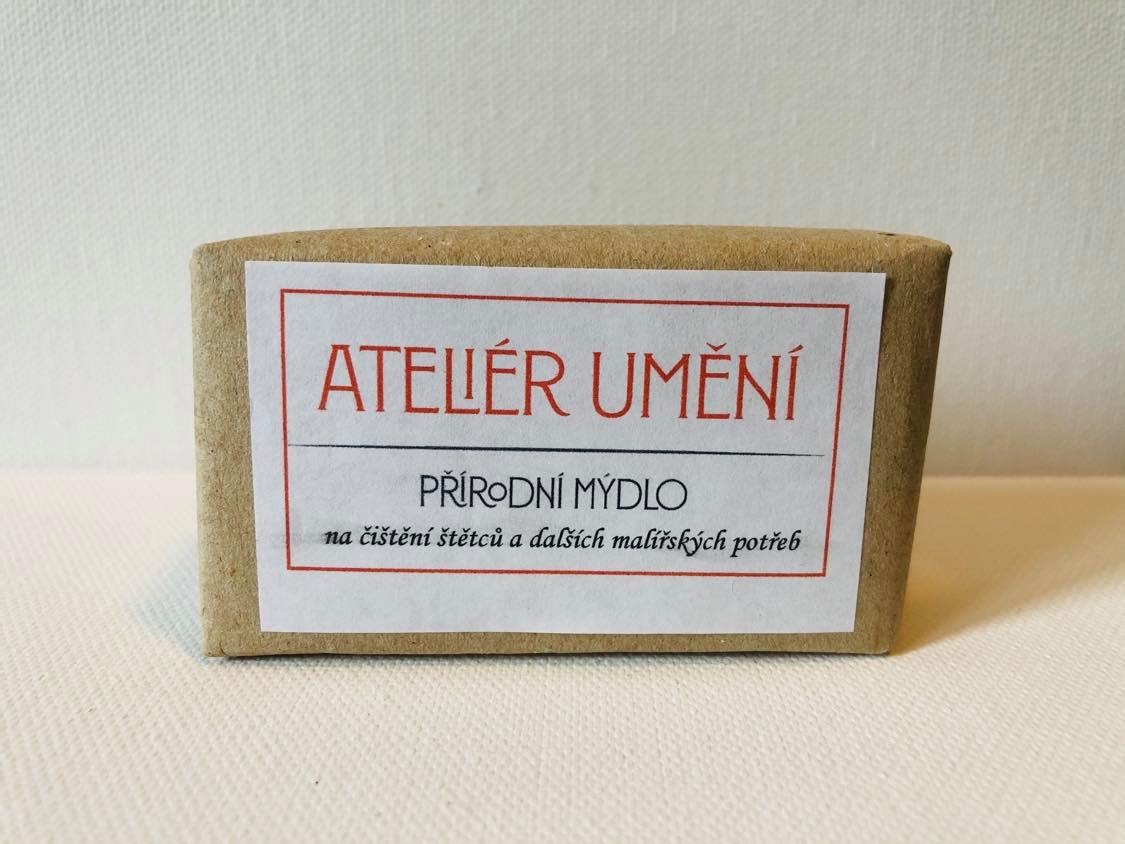 ATELIÉR UMĚNÍ
PŘÍRODNÍ MÝDLO
na čištění štětců a dalších malířských potřeb